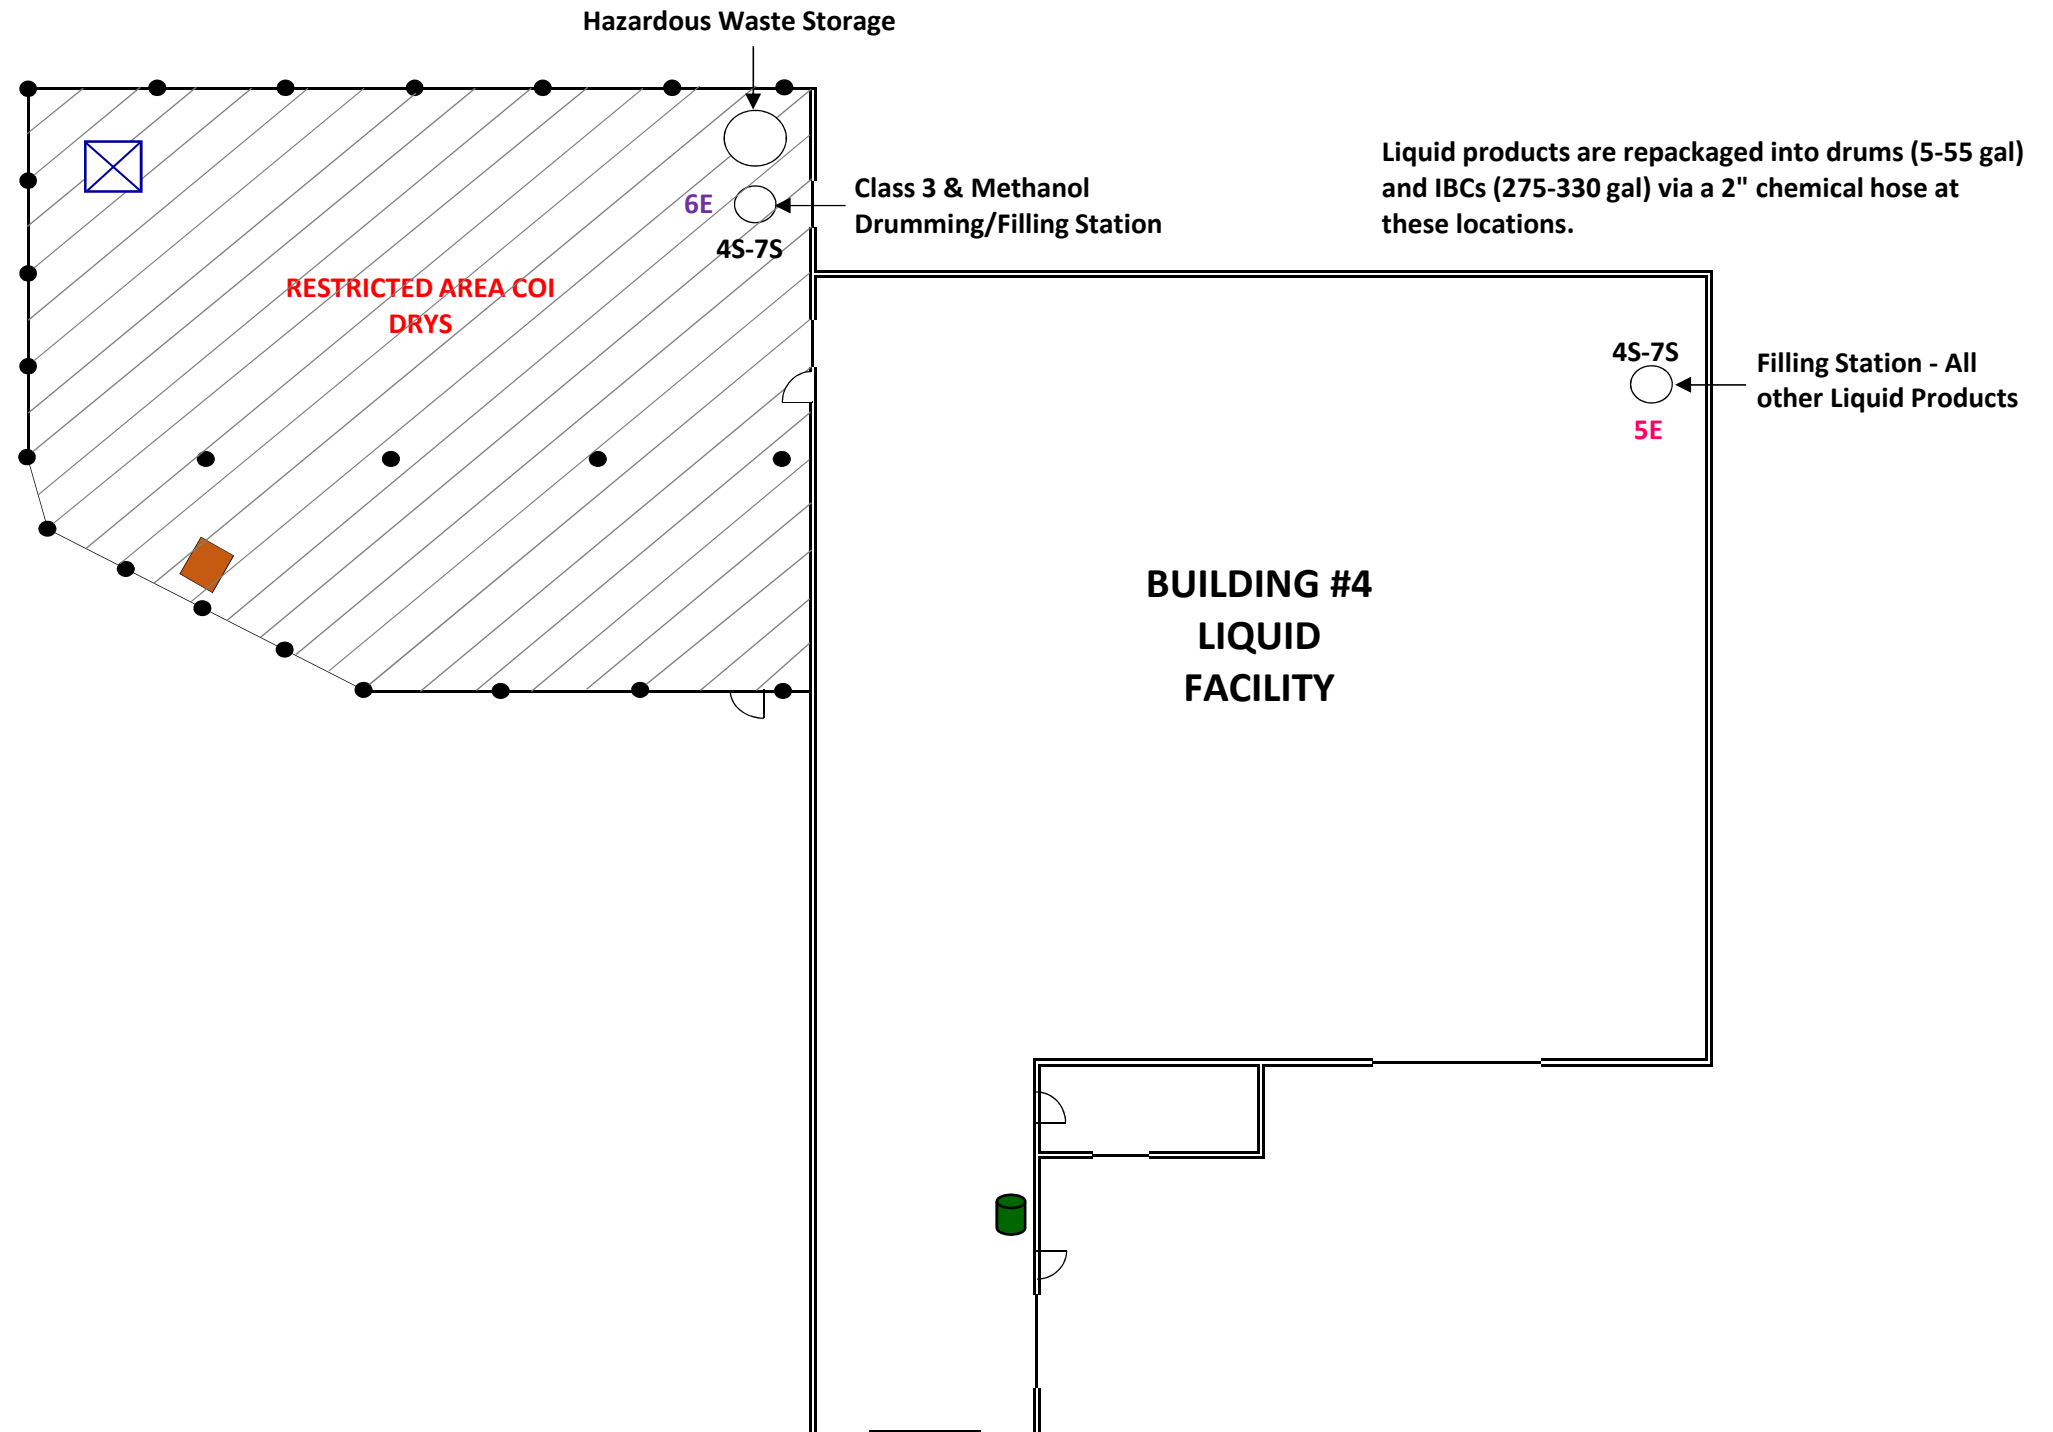 Hazardous Waste Storage
Liquid products are repackaged into drums (5-55 gal)
and IBCs (275-330 gal) via a 2" chemical hose at
these locations.
Class 3 & Methanol
Drumming/Filling Station
6E
4S-7S
RESTRICTED AREA COI
DRYS
4S-7S
Filling Station - All
other Liquid Products
5E
BUILDING #4
LIQUID
FACILITY